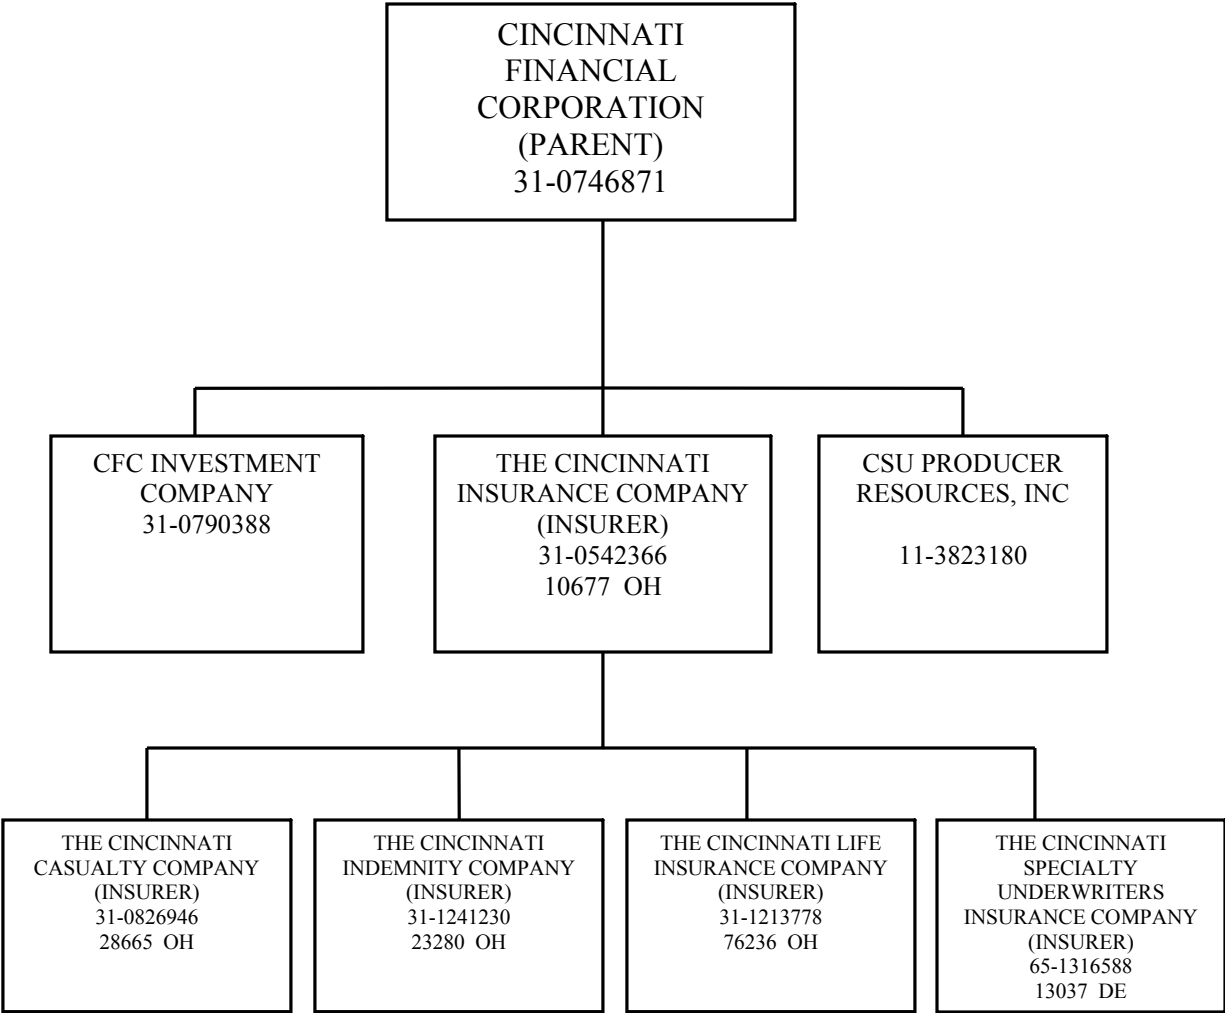 CINCINNATI
FINANCIAL
CORPORATION
(PARENT)
31-0746871
CFC INVESTMENT
COMPANY
31-0790388
THE CINCINNATI
INSURANCE COMPANY
(INSURER)
31-0542366
10677 OH
CSU PRODUCER
RESOURCES, INC
11-3823180
THE CINCINNATI
CASUALTY COMPANY
(INSURER)
31-0826946
28665 OH
THE CINCINNATI
INDEMNITY COMPANY
(INSURER)
31-1241230
23280 OH
THE CINCINNATI LIFE
INSURANCE COMPANY
(INSURER)
31-1213778
76236 OH
THE CINCINNATI
SPECIALTY
UNDERWRITERS
INSURANCE COMPANY
(INSURER)
65-1316588
13037 DE